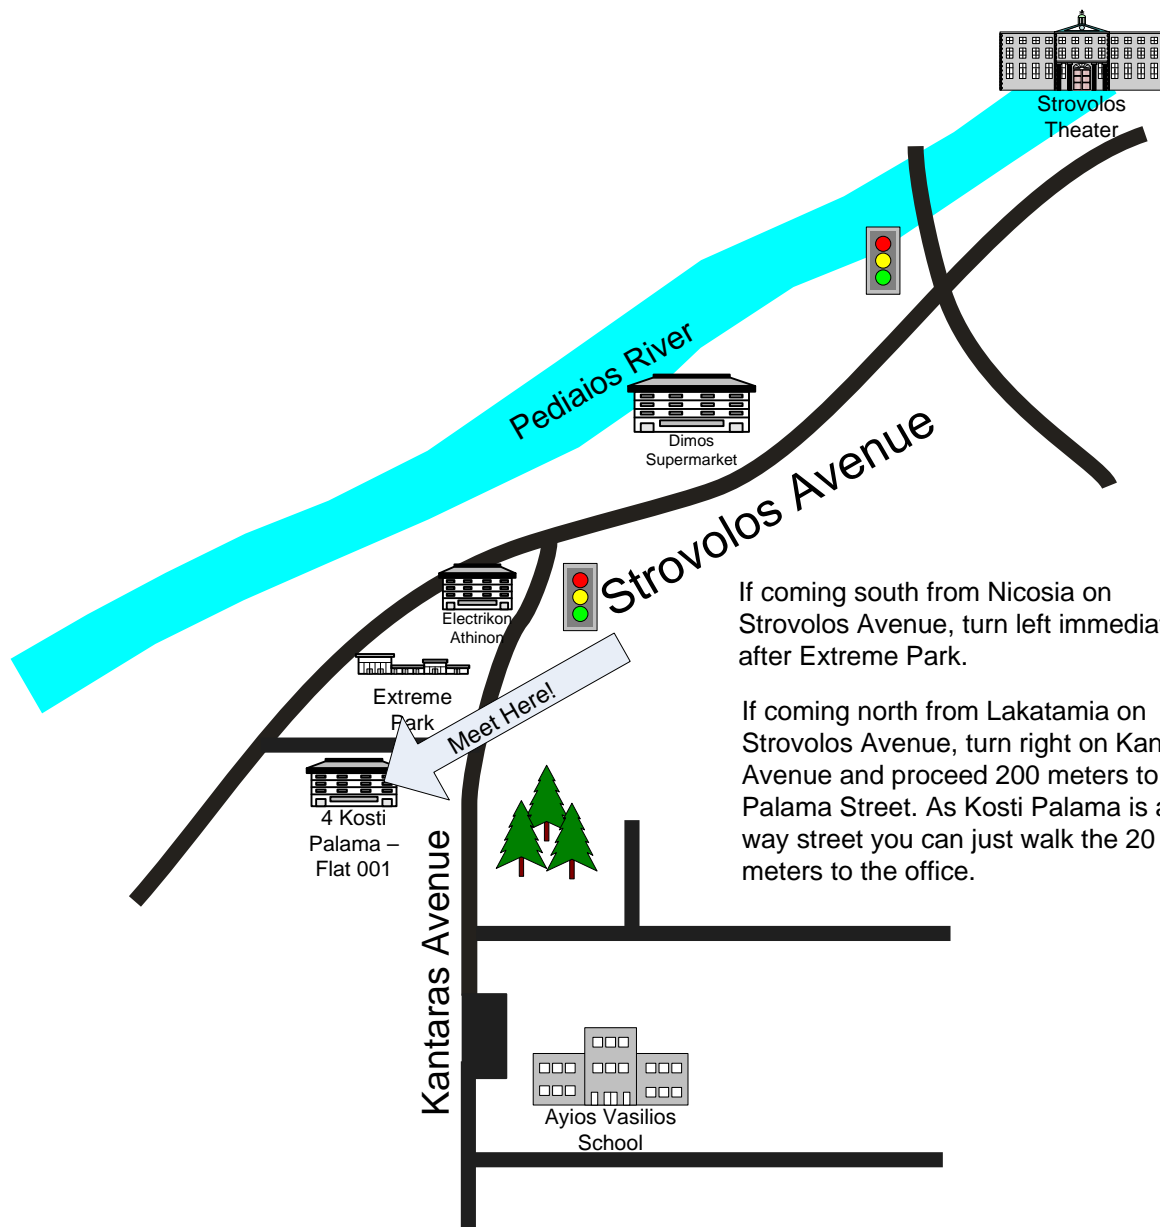 Strovolos
Theater
Pediaios River
Dimos
Supermarket
Strovolos Avenue
Electrikon
Athinon
Extreme
Park
Meet Here!
4 Kosti
Palama –
Flat 001
Kantaras Avenue
Ayios Vasilios
School
If coming south from Nicosia on
Strovolos Avenue, turn left immediat
after Extreme Park.
If coming north from Lakatamia on
Strovolos Avenue, turn right on Kan
Avenue and proceed 200 meters to
Palama Street. As Kosti Palama is a
way street you can just walk the 20
meters to the office.